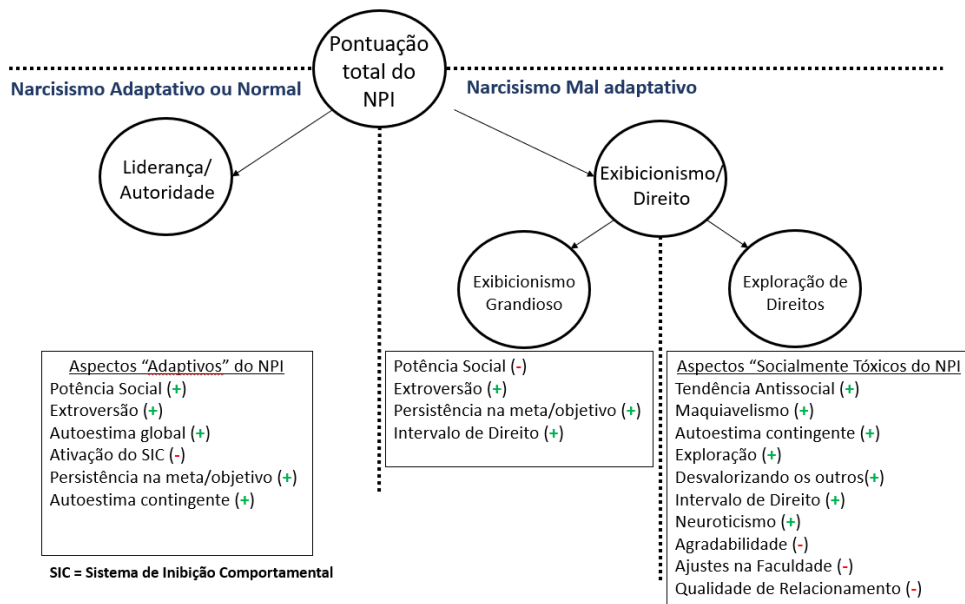 Pontuação
total do
NPI
Narcisismo Adaptativo ou Normal
Narcisismo Mal adaptativo
Liderança/
Autoridade
Exibicionismo/
Direito
Exibicionismo
Grandioso
Exploração de
Direitos
Aspectos “Adaptivos” do NPI
Potência Social (+)
Extroversão (+)
Autoestima global (+)
Ativação do SIC (-)
Persistência na meta/objetivo (+)
Autoestima contingente (+)
Potência Social (-)
Extroversão (+)
Persistência na meta/objetivo (+)
Intervalo de Direito (+)
Aspectos “Socialmente Tóxicos do NPI
Tendência Antissocial (+)
Maquiavelismo (+)
Autoestima contingente (+)
Exploração (+)
Desvalorizando os outros(+)
Intervalo de Direito (+)
Neuroticismo (+)
Agradabilidade (-)
Ajustes na Faculdade (-)
Qualidade de Relacionamento (-)
SIC = Sistema de Inibição Comportamental